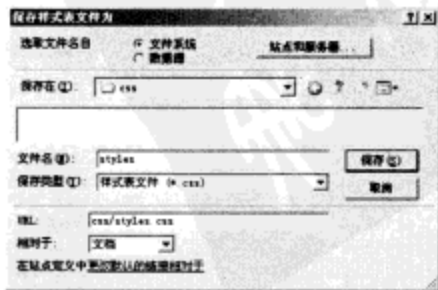 保存样式表文件为
选取文件名自 文件系统 站点和服务器...
数据源
保存在(I): css
文件名(N): styles 保存(S)
保存类型(T): 样式表文件 (*.css) 取消
URL: css/styles.css
相对于: 文档
在站点定义中更改默认的链接相对于